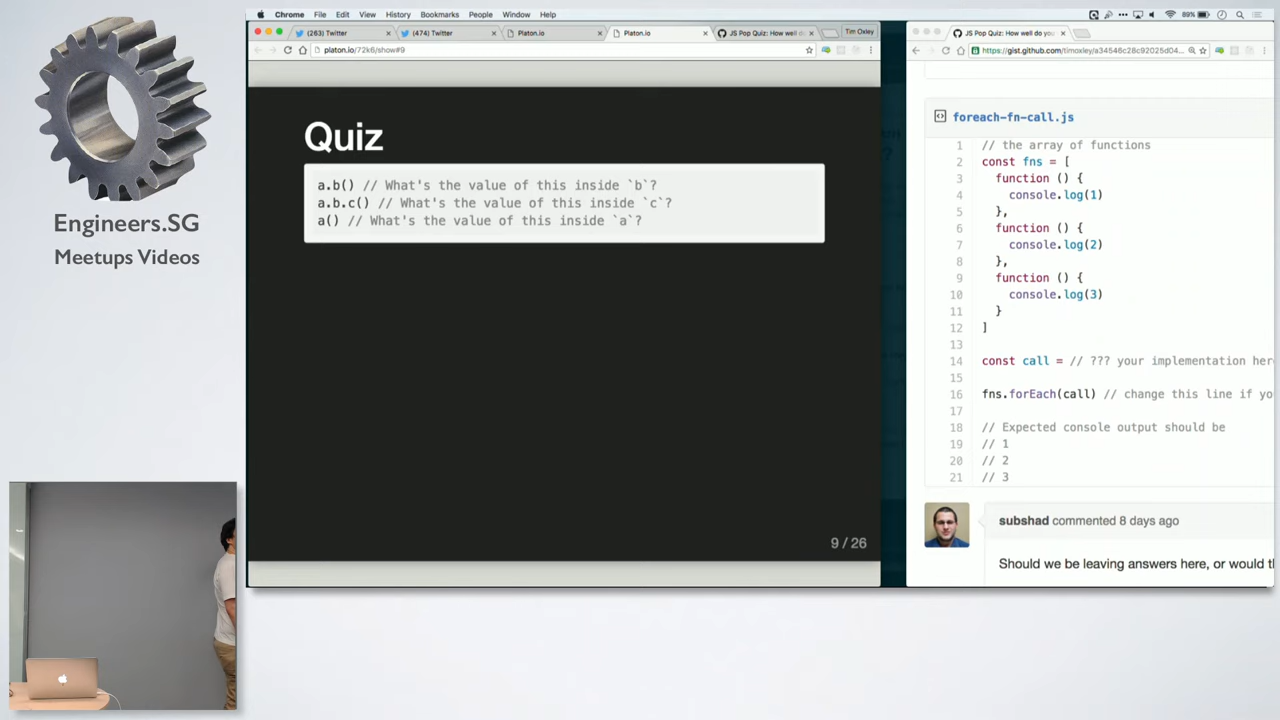 Engineers.SG
Meetups Videos
Chrome File Edit View History Bookmarks People Window Help
89%
(263) Twitter
(474) Twitter
Platon.io
Platon.io
JS Pop Quiz: How well do
Tim Oxley
platon.io/72k6/show#9
Quiz
a.b() // What's the value of this inside `b`?
a.b.c() // What's the value of this inside `c`?
a() // What's the value of this inside `a`?
9 / 26
JS Pop Quiz: How well do you
https://gist.github.com/timoxley/a34546c28c92025d04...
foreach-fn-call.js
1 // the array of functions
2 const fns = [
3 function () {
4 console.log(1)
5 },
6 function () {
7 console.log(2)
8 },
9 function () {
10 console.log(3)
11 }
12 ]
13
14 const call = // ??? your implementation here
15
16 fns.forEach(call) // change this line if yo
17
18 // Expected console output should be
19 // 1
20 // 2
21 // 3
subshad commented 8 days ago
Should we be leaving answers here, or would th